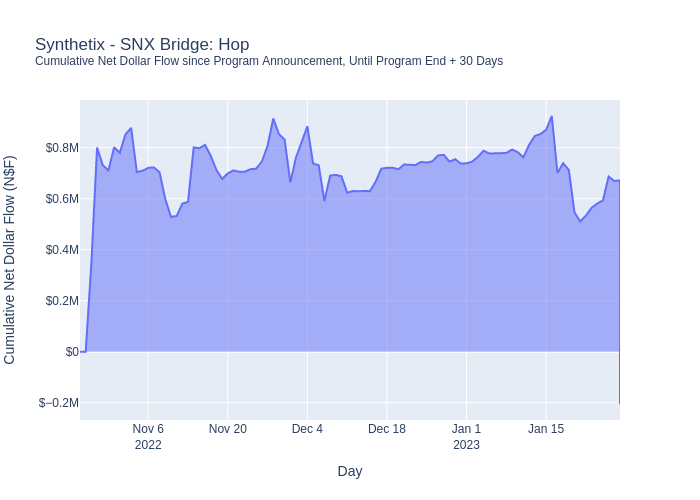 Synthetix - SNX Bridge: Hop
Cumulative Net Dollar Flow since Program Announcement, Until Program End + 30 Days
Cumulative Net Dollar Flow (N$F)
$0.8M
$0.6M
$0.4M
$0.2M
$0
$−0.2M
Nov 6
2022
Nov 20
Dec 4
Dec 18
Jan 1
2023
Jan 15
Day